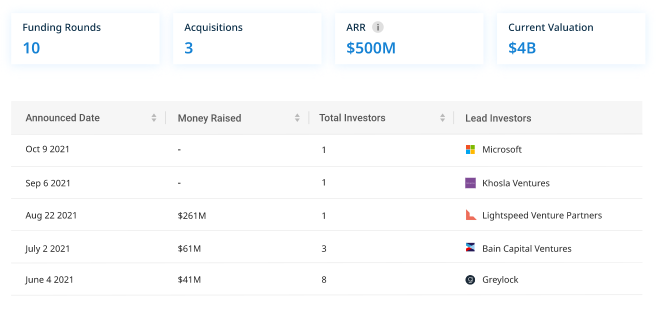 Funding Rounds Acquisitions ARR i Current Valuation
10 3 $500M $4B
Announced Date Money Raised Total Investors Lead Investors
Oct 9 2021 - 1 Microsoft
Sep 6 2021 - 1 Khosla Ventures
Aug 22 2021 $261M 1 Lightspeed Venture Partners
July 2 2021 $61M 3 Bain Capital Ventures
June 4 2021 $41M 8 Greylock